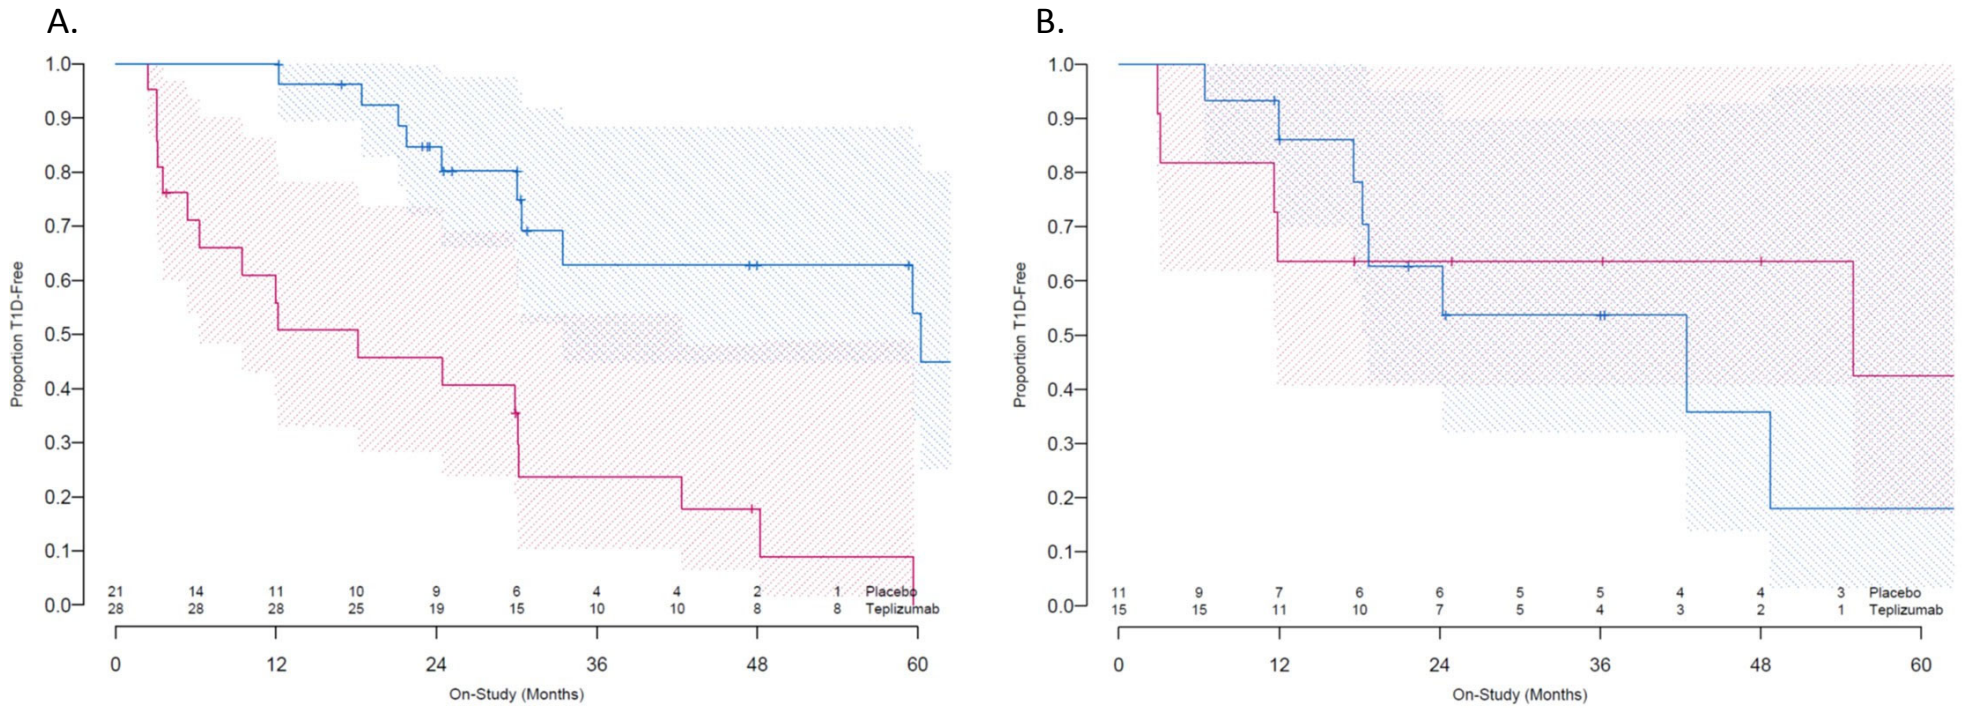 A.
Proportion T1D-Free
1.0
0.9
0.8
0.7
0.6
0.5
0.4
0.3
0.2
0.1
0.0
21 14 11 10 9 6 4 4 2 1 Placebo
28 28 28 25 19 15 10 10 8 8 Teplizumab
0 12 24 36 48 60
On-Study (Months)
B.
Proportion T1D-Free
1.0
0.9
0.8
0.7
0.6
0.5
0.4
0.3
0.2
0.1
0.0
11 9 7 6 6 5 5 4 4 3 Placebo
15 15 11 10 7 5 4 3 2 1 Teplizumab
0 12 24 36 48 60
On-Study (Months)